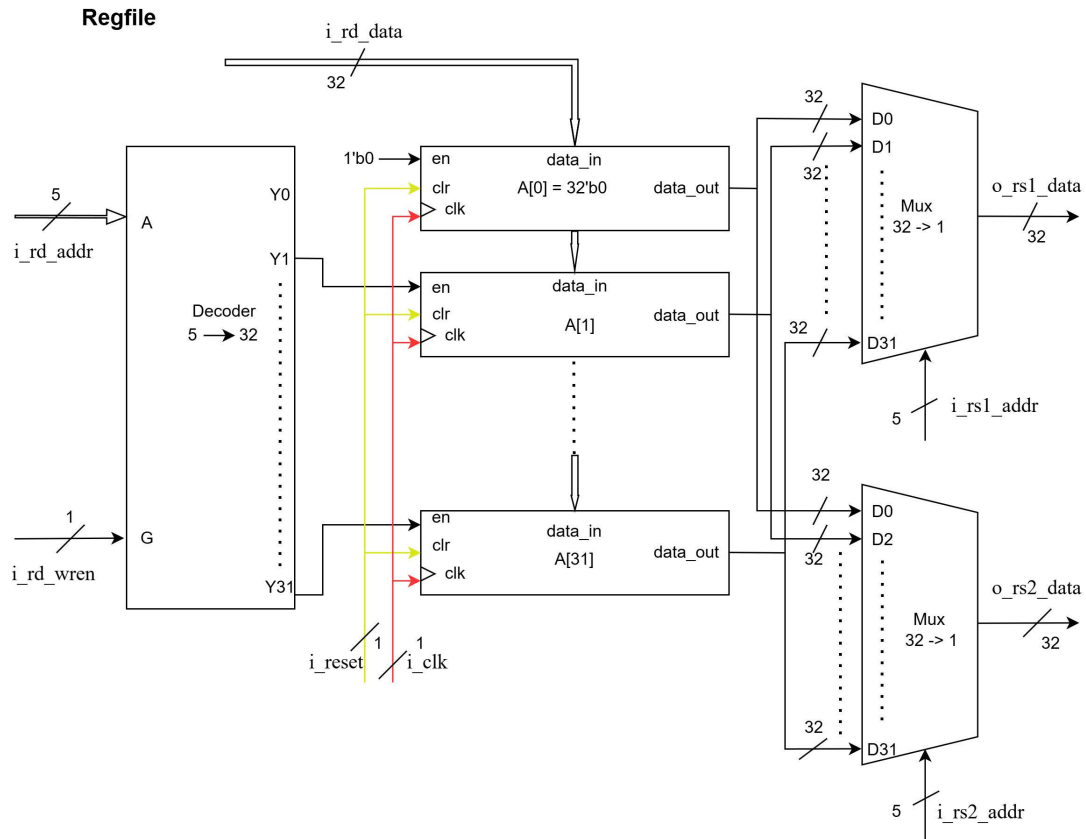 Regfile
i_rd_data
32
5
A
i_rd_addr
Y0
Y1
Decoder
5
32
1
G
i_rd_wren
Y31
1'b0
en
data_in
clr
A[0] = 32'b0
data_out
clk
en
data_in
clr
A[1]
data_out
clk
en
data_in
clr
A[31]
data_out
clk
1
i_reset
1
i_clk
32
D0
32
D1
Mux
32 -> 1
32
D31
o_rs1_data
32
5
i_rs1_addr
32
D0
32
D2
Mux
32 -> 1
32
D31
o_rs2_data
32
5
i_rs2_addr